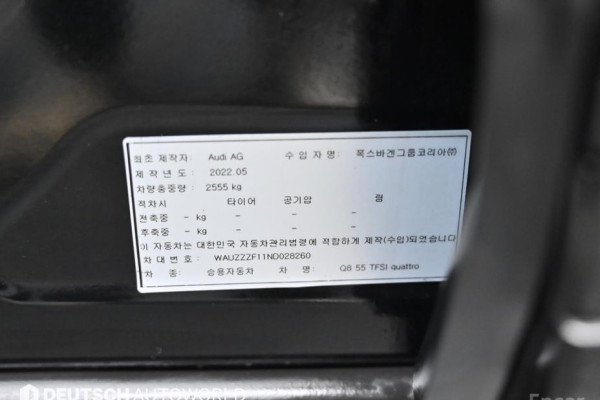 최초 제작자: Audi AG 수 입 자 명: 폭스바겐그룹코리아㈜
제 작 년 도 : 2022.05
차량총중량: 2555 kg
적차시 타이어 공기압 림
전축중 - kg - -
후축중 - kg - -
이 자동차는 대한민국 자동차관리법령에 적합하게 제작(수입)되었습니다
차 대 번 호: WAUZZZF11ND028260
차 종: 승용자동차 차 명: Q8 55 TFSI quattro
DEUTSCH AUTOWORLD
Encar